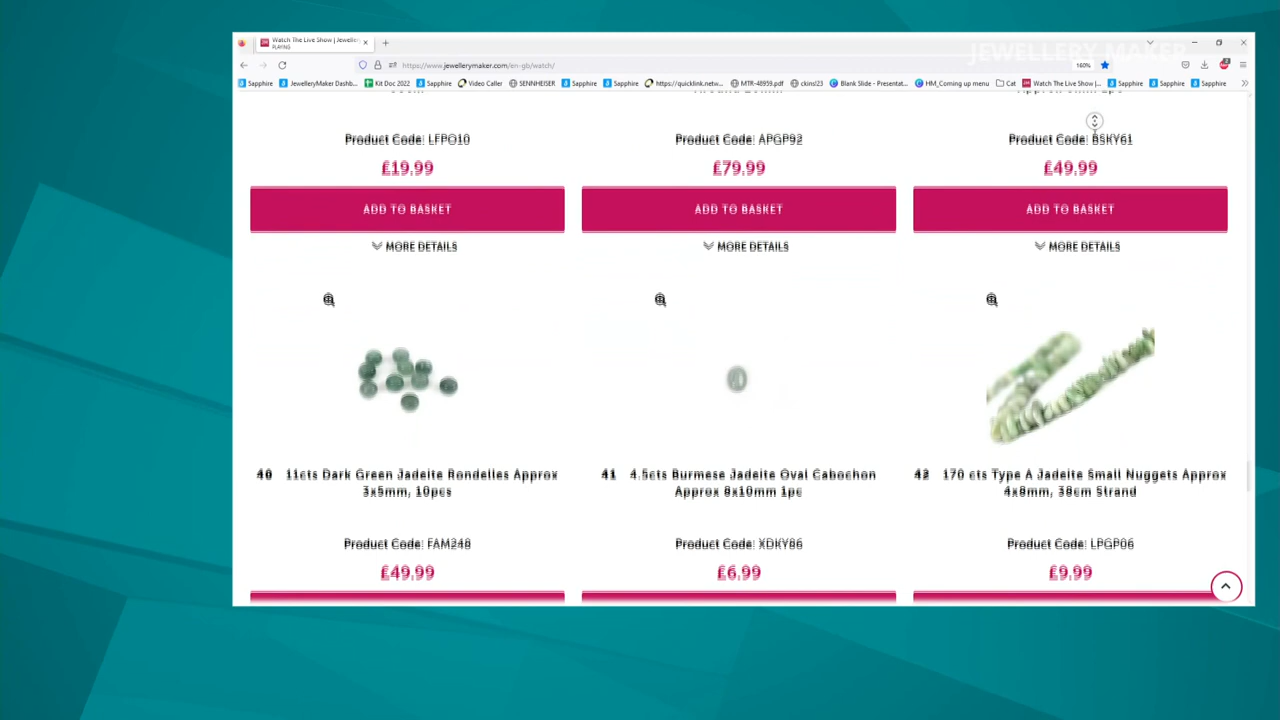 Watch The Live Show | Jewelle
PLAYING
JEWELLERY MAKER
https://www.jewellerymaker.com/en-gb/watch/
160%
Sapphire JewelleryMaker Dashb... Kit Doc 2022 Sapphire Video Caller SENNHEISER Sapphire Sapphire https://quicklink.netw... MTR-48959.pdf ckinsl23 Blank Slide - Presentat... HM_Coming up menu Cat Watch The Live Show |... Sapphire Sapphire Sapphire
Product Code: LFPO10
Product Code: APGP92
Product Code: BSKY61
£19.99
£79.99
£49.99
ADD TO BASKET
ADD TO BASKET
ADD TO BASKET
MORE DETAILS
MORE DETAILS
MORE DETAILS
40 11cts Dark Green Jadeite Rondelles Approx
3x5mm, 10pcs
41 4.5cts Burmese Jadeite Oval Cabochon
Approx 8x10mm 1pc
42 170 cts Type A Jadeite Small Nuggets Approx
4x8mm, 38cm Strand
Product Code: FAM248
Product Code: XDKY86
Product Code: LPGP06
£49.99
£6.99
£9.99